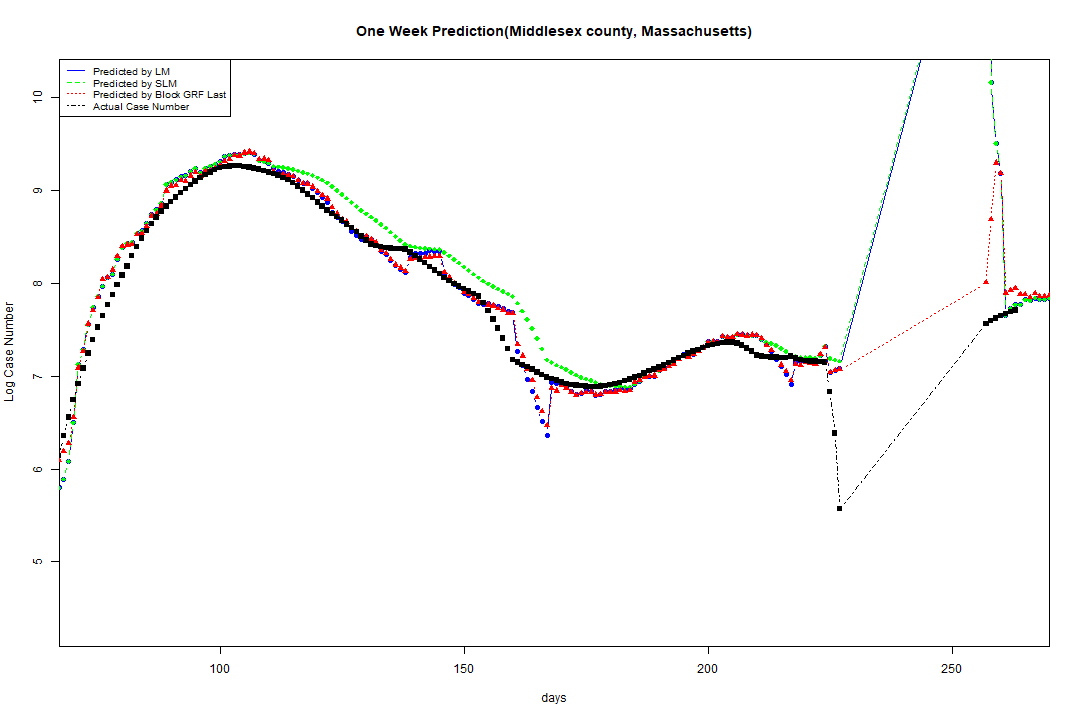 One Week Prediction(Middlesex county, Massachusetts)
Predicted by LM
Predicted by SLM
Predicted by Block GRF Last
Actual Case Number
10
9
8
7
6
5
Log Case Number
100 150 200 250
days